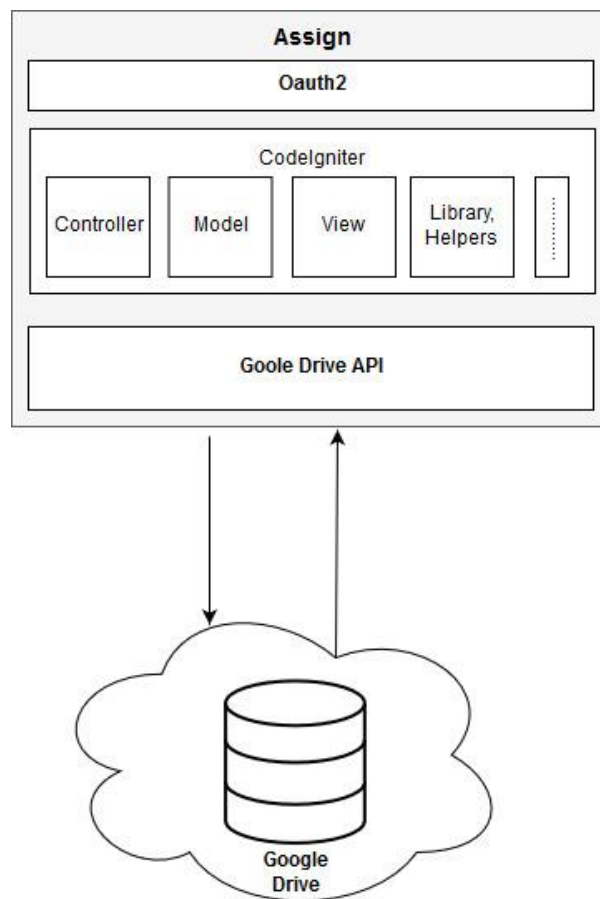 Assign
Oauth2
CodeIgniter
Controller
Model
View
Library,
Helpers
Goole Drive API
Google
Drive